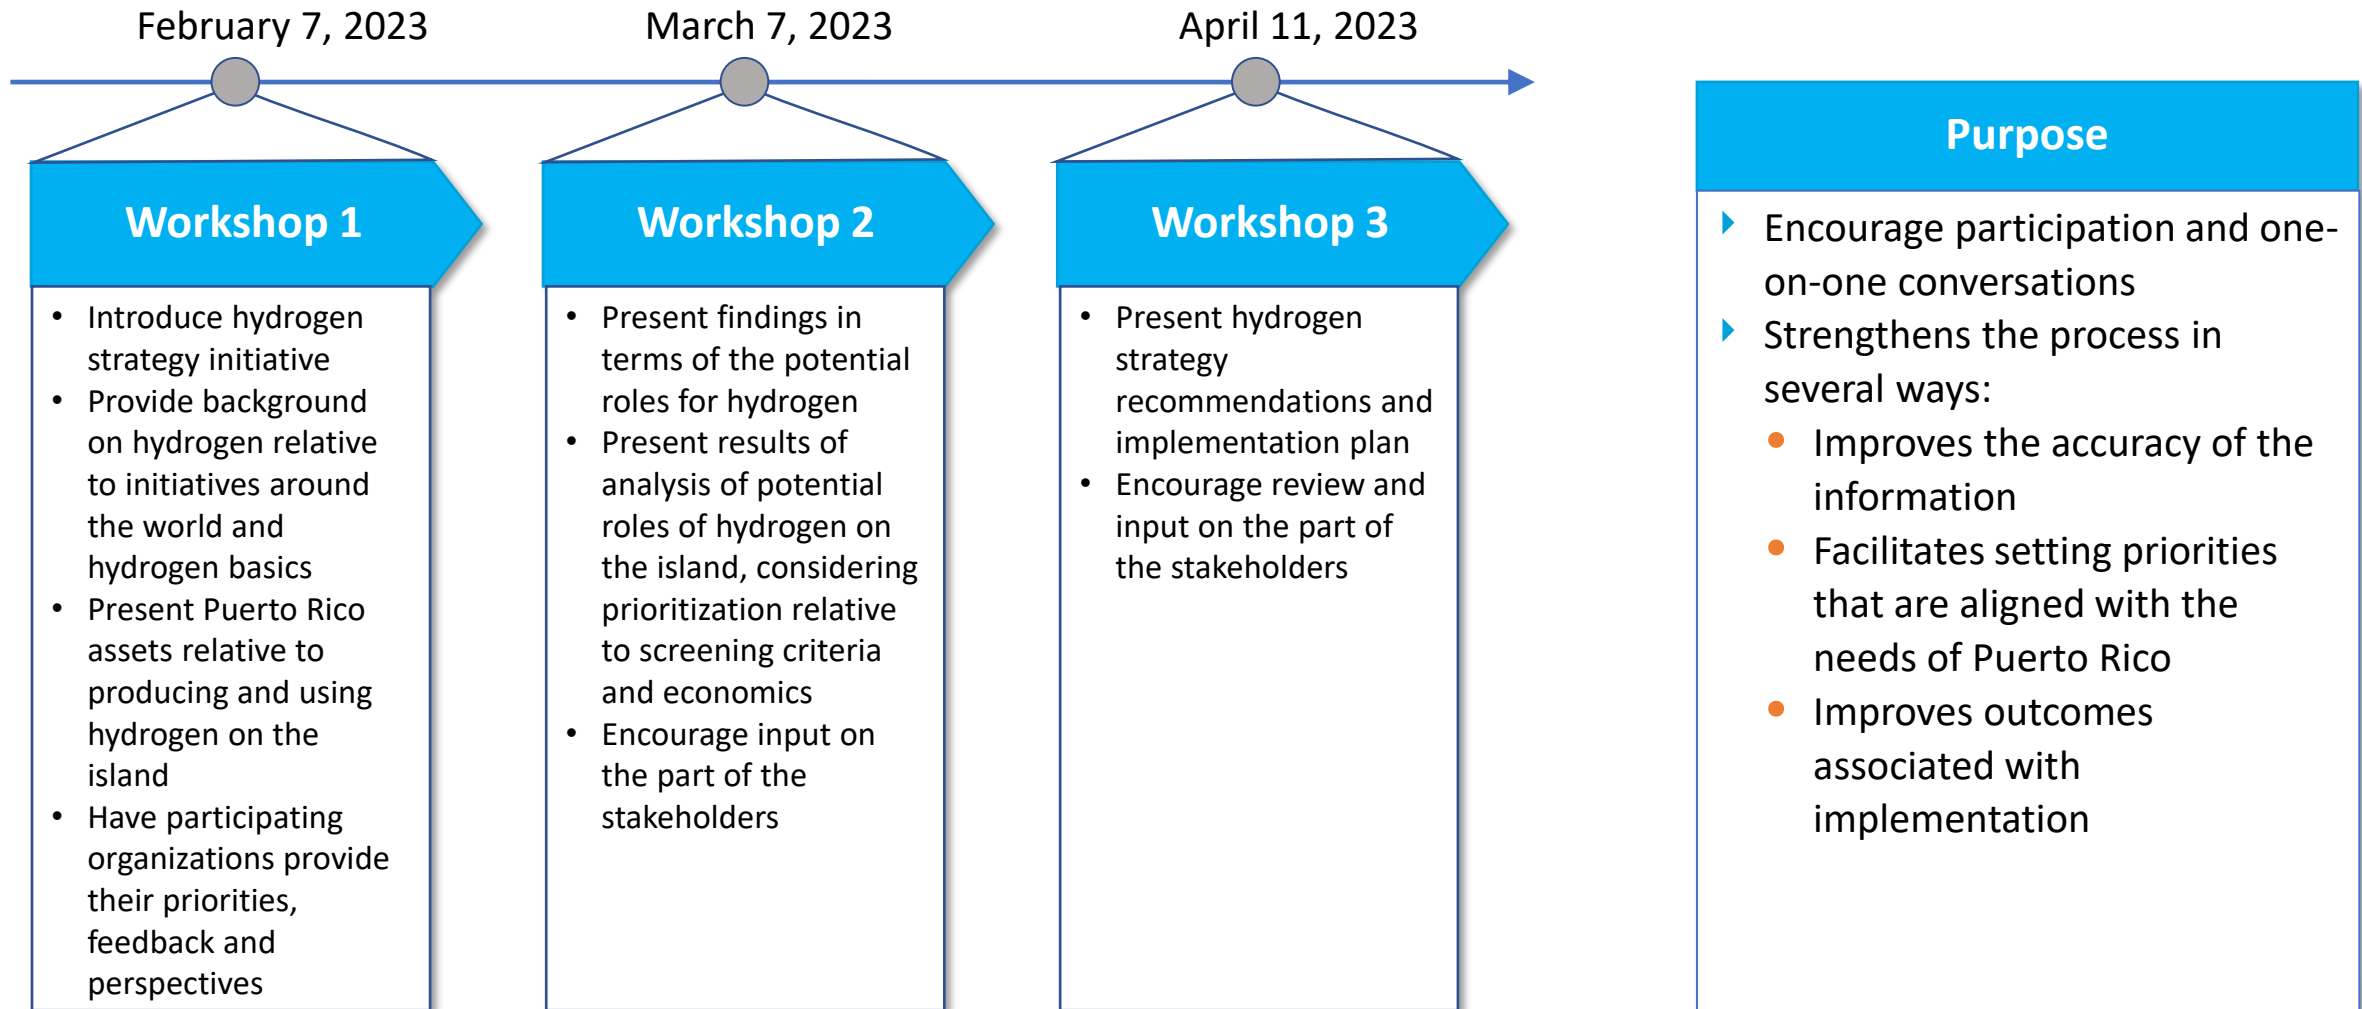 February 7, 2023
March 7, 2023
April 11, 2023
Workshop 1
• Introduce hydrogen
strategy initiative
• Provide background
on hydrogen relative
to initiatives around
the world and
hydrogen basics
• Present Puerto Rico
assets relative to
producing and using
hydrogen on the
island
• Have participating
organizations provide
their priorities,
feedback and
perspectives
Workshop 2
• Present findings in
terms of the potential
roles for hydrogen
• Present results of
analysis of potential
roles of hydrogen on
the island, considering
prioritization relative
to screening criteria
and economics
• Encourage input on
the part of the
stakeholders
Workshop 3
• Present hydrogen
strategy
recommendations and
implementation plan
• Encourage review and
input on the part of
the stakeholders
Purpose
Encourage participation and one-
on-one conversations
Strengthens the process in
several ways:
• Improves the accuracy of the
information
• Facilitates setting priorities
that are aligned with the
needs of Puerto Rico
• Improves outcomes
associated with
implementation